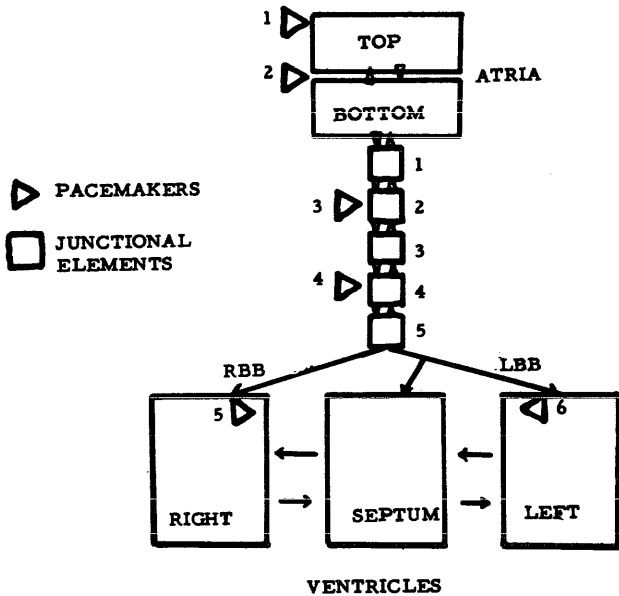 1
TOP
2
ATRIA
BOTTOM
1
PACEMAKERS
3
2
JUNCTIONAL
ELEMENTS
3
4
4
5
RBB
LBB
5
6
RIGHT
SEPTUM
LEFT
VENTRICLES